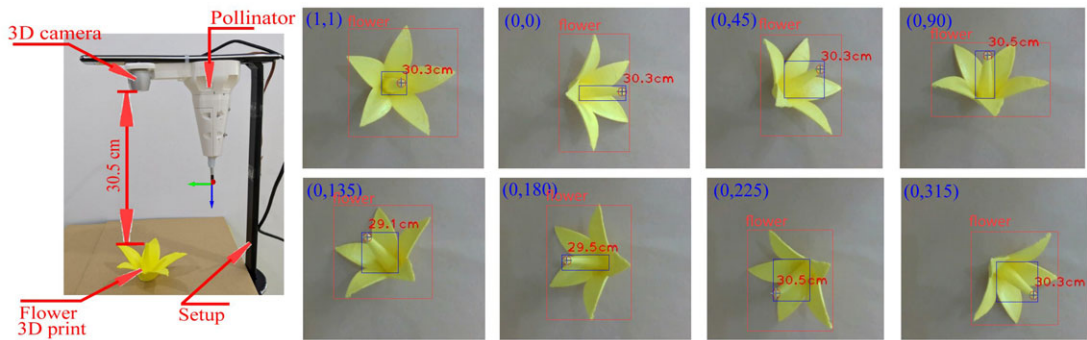 Pollinator
3D camera
30.5 cm
Flower
3D print
Setup
(1,1)
flower
30.3cm
(0,0)
flower
30.3cm
(0,45)
flower
30.3cm
(0,90)
flower
30.5cm
(0,135)
flower
29.1cm
(0,180)
flower
29.5cm
(0,225)
flower
30.5cm
(0,315)
flower
30.3cm